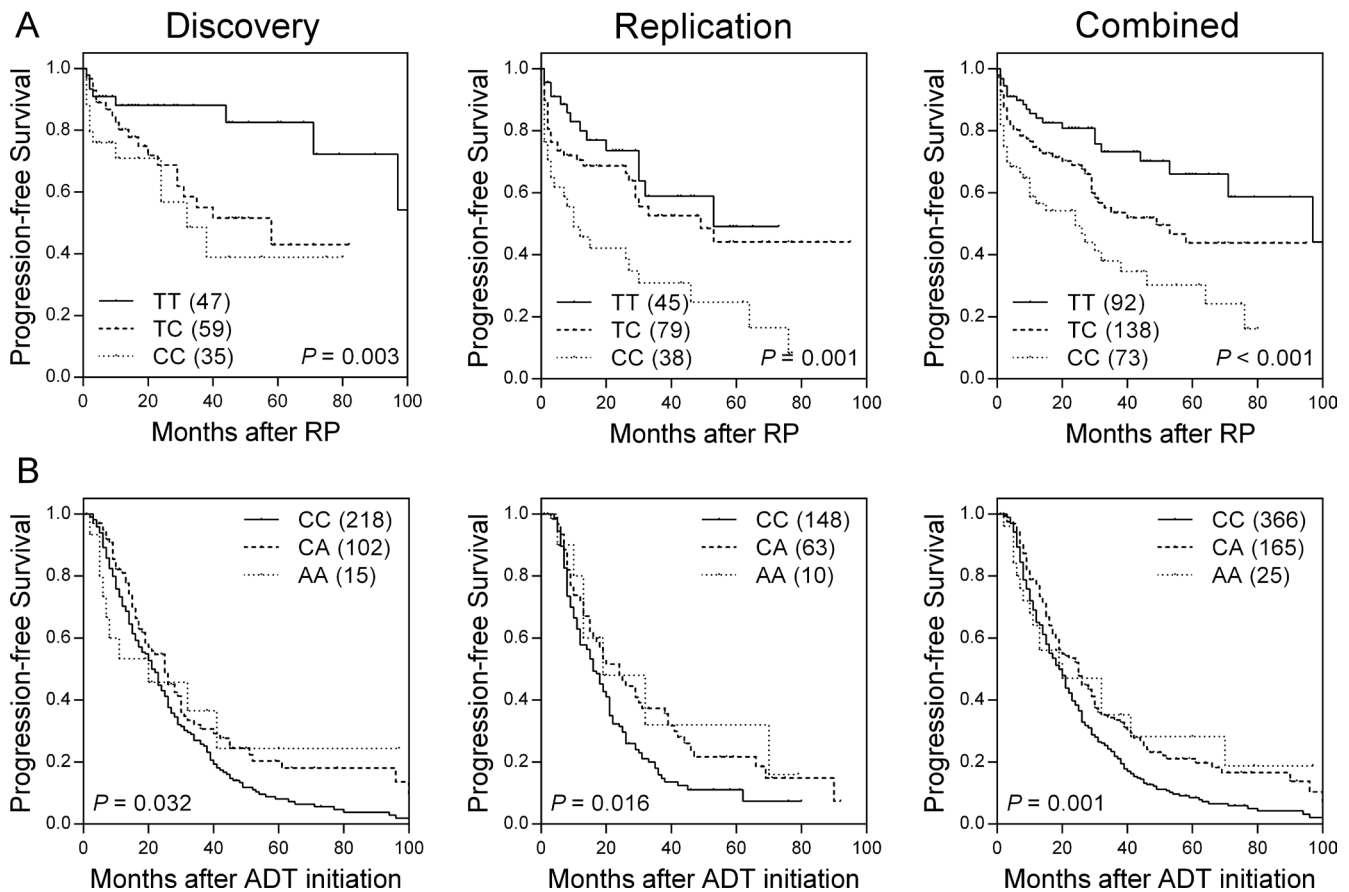 A
Discovery
Replication
Combined
Progression-free Survival
1.0
0.8
0.6
0.4
0.2
0.0
TT (47)
TC (59)
CC (35)
P = 0.003
0 20 40 60 80 100
Months after RP
Progression-free Survival
1.0
0.8
0.6
0.4
0.2
0.0
TT (45)
TC (79)
CC (38)
P = 0.001
0 20 40 60 80 100
Months after RP
Progression-free Survival
1.0
0.8
0.6
0.4
0.2
0.0
TT (92)
TC (138)
CC (73)
P < 0.001
0 20 40 60 80 100
Months after RP
B
Progression-free Survival
1.0
0.8
0.6
0.4
0.2
0.0
CC (218)
CA (102)
AA (15)
P = 0.032
0 20 40 60 80 100
Months after ADT initiation
Progression-free Survival
1.0
0.8
0.6
0.4
0.2
0.0
CC (148)
CA (63)
AA (10)
P = 0.016
0 20 40 60 80 100
Months after ADT initiation
Progression-free Survival
1.0
0.8
0.6
0.4
0.2
0.0
CC (366)
CA (165)
AA (25)
P = 0.001
0 20 40 60 80 100
Months after ADT initiation